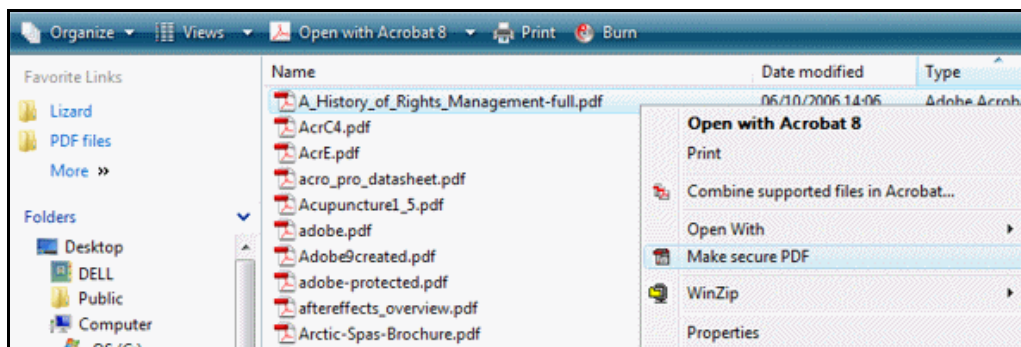 Organize Views Open with Acrobat 8 Print Burn
Favorite Links
Lizard
PDF files
More »
Folders
Desktop
DELL
Public
Computer
Name Date modified Type
A_History_of_Rights_Management-full.pdf 06/10/2006 14:06 Adobe Acrob
AcrC4.pdf
AcrE.pdf
acro_pro_datasheet.pdf
Acupuncture1_5.pdf
adobe.pdf
Adobe9created.pdf
adobe-protected.pdf
aftereffects_overview.pdf
Arctic-Spas-Brochure.pdf
Open with Acrobat 8
Print
Combine supported files in Acrobat...
Open With
Make secure PDF
WinZip
Properties